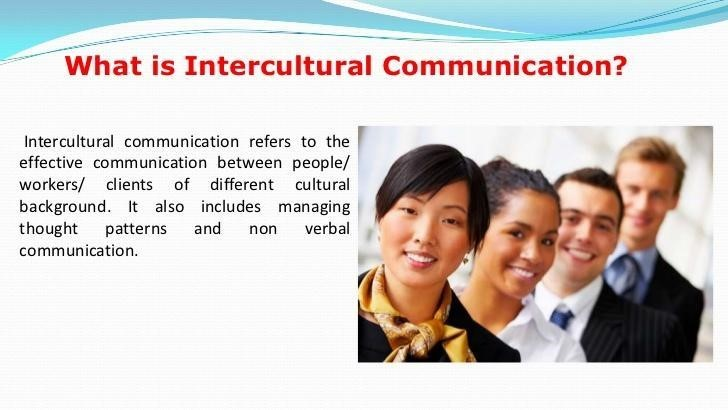 What is Intercultural Communication?
Intercultural communication refers to the
effective communication between people/
workers/ clients of different cultural
background. It also includes managing
thought patterns and non verbal
communication.